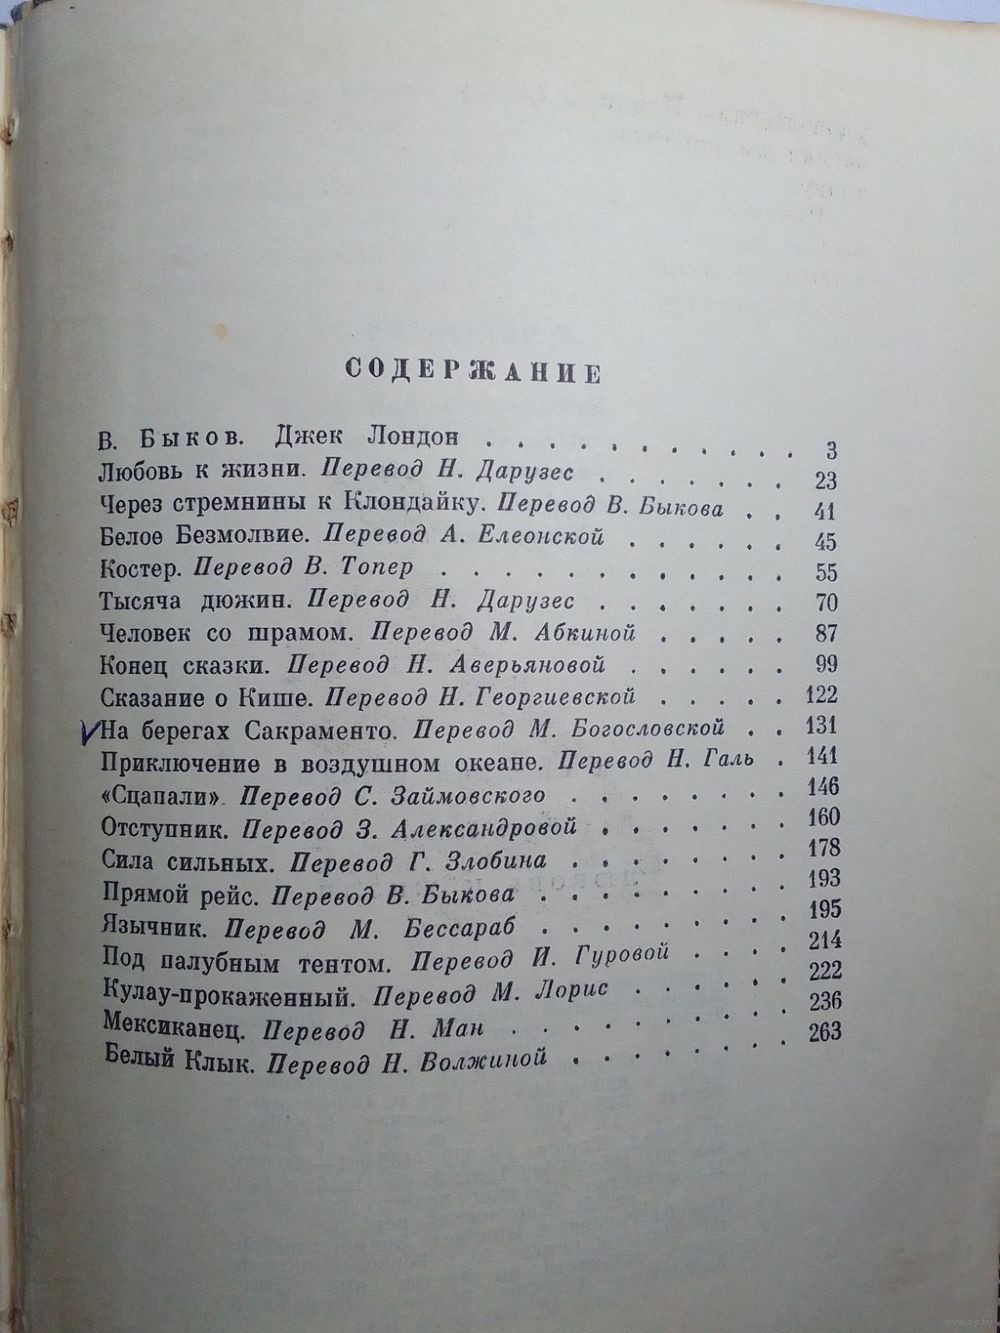 СОДЕРЖАНИЕ
В. Быков. Джек Лондон . . . . . . . . . . . 3
Любовь к жизни. Перевод Н. Дарузес . . . . . . . 23
Через стремнины к Клондайку. Перевод В. Быкова . . 41
Белое Безмолвие. Перевод А. Елеонской . . . . . . 45
Костер. Перевод В. Топер . . . . . . . . . . . 55
Тысяча дюжин. Перевод Н. Дарузес . . . . . . . 70
Человек со шрамом. Перевод М. Абкиной . . . . . 87
Конец сказки. Перевод Н. Аверьяновой . . . . . . 99
Сказание о Кише. Перевод Н. Георгиевской . . . . . 122
На берегах Сакраменто. Перевод М. Богословской . . 131
Приключение в воздушном океане. Перевод Н. Галь . 141
«Сцапали». Перевод С. Займовского . . . . . . . . 146
Отступник. Перевод З. Александровой . . . . . . . 160
Сила сильных. Перевод Г. Злобина . . . . . . . . 178
Прямой рейс. Перевод В. Быкова . . . . . . . . . 193
Язычник. Перевод М. Бессараб . . . . . . . . . 195
Под палубным тентом. Перевод И. Гуровой . . . . 214
Кулау-прокаженный. Перевод М. Лорис . . . . . . 222
Мексиканец. Перевод Н. Ман . . . . . . . . . . 236
Белый Клык. Перевод Н. Волжиной . . . . . . . . 263
www.ay.by